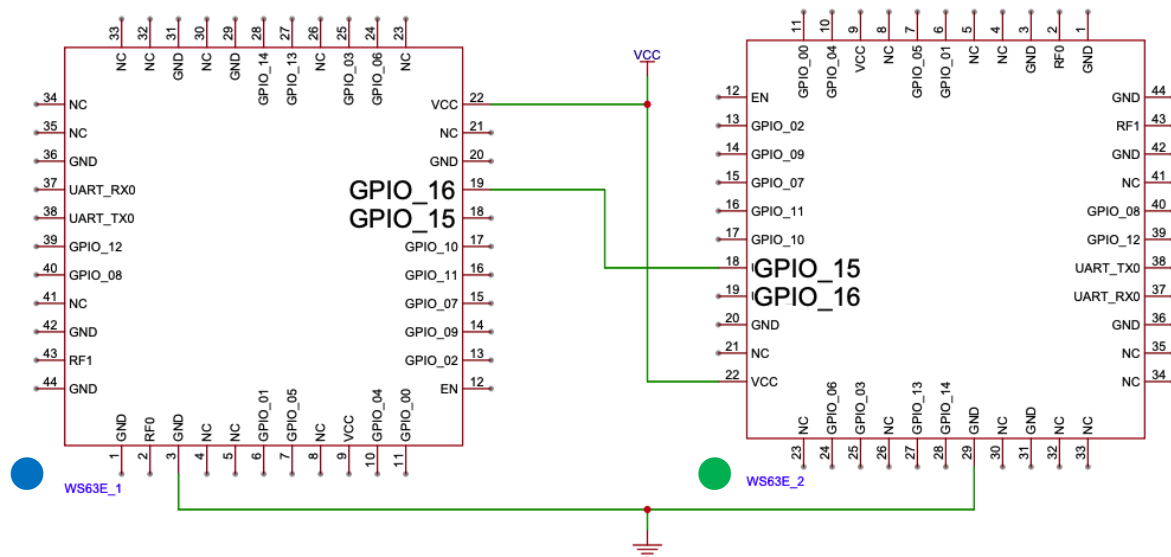 33
32
31
30
29
28
27
26
25
24
23
NC
NC
GND
NC
GND
GPIO_14
GPIO_13
NC
GPIO_03
GPIO_06
NC
34 NC
35 NC
36 GND
37 UART_RX0
38 UART_TX0
39 GPIO_12
40 GPIO_08
41 NC
42 GND
43 RF1
44 GND
VCC 22
NC 21
GND 20
GPIO_16 19
GPIO_15 18
GPIO_10 17
GPIO_11 16
GPIO_07 15
GPIO_09 14
GPIO_02 13
EN 12
GND
RF0
GND
NC
NC
GPIO_01
GPIO_05
NC
VCC
GPIO_04
GPIO_00
1
2
3
4
5
6
7
8
9
10
11
WS63E_1
VCC
11
10
9
8
7
6
5
4
3
2
1
GPIO_00
GPIO_04
VCC
NC
GPIO_05
GPIO_01
NC
NC
GND
RF0
GND
12 EN
13 GPIO_02
14 GPIO_09
15 GPIO_07
16 GPIO_11
17 GPIO_10
18 GPIO_15
19 GPIO_16
20 GND
21 NC
22 VCC
GND 44
RF1 43
GND 42
NC 41
GPIO_08 40
GPIO_12 39
UART_TX0 38
UART_RX0 37
GND 36
NC 35
NC 34
NC
GPIO_06
GPIO_03
NC
GPIO_13
GPIO_14
GND
NC
GND
NC
NC
23
24
25
26
27
28
29
30
31
32
33
WS63E_2